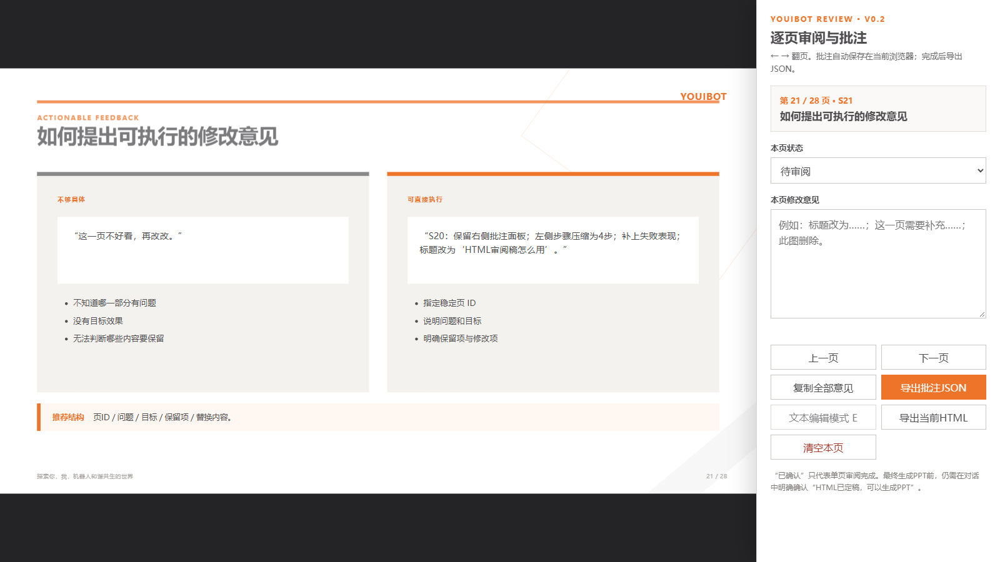 YOUIBOT
ACTIONABLE FEEDBACK
如何提出可执行的修改意见
不够具体
“这一页不好看，再改改。”
不知道哪一部分有问题
没有目标效果
无法判断哪些内容要保留
可直接执行
“S20：保留右侧批注面板；左侧步骤压缩为4步；补上失败表现；
标题改为‘HTML审阅稿怎么用’。”
指定稳定页 ID
说明问题和目标
明确保留项与修改项
推荐结构 页ID / 问题 / 目标 / 保留项 / 替换内容。
探索你、我、机器人和谐共生的世界
21 / 28
YOUIBOT REVIEW • V0.2
逐页审阅与批注
← → 翻页。批注自动保存在当前浏览器；完成后导出
JSON。
第 21 / 28 页 • S21
如何提出可执行的修改意见
本页状态
待审阅
本页修改意见
例如：标题改为……；这一页需要补充……；
此图删除。
上一页
下一页
复制全部意见
导出批注JSON
文本编辑模式 E
导出当前HTML
清空本页
“已确认”只代表单页审阅完成。最终生成PPT前，仍需在对话
中明确确认“HTML已定稿，可以生成PPT”。